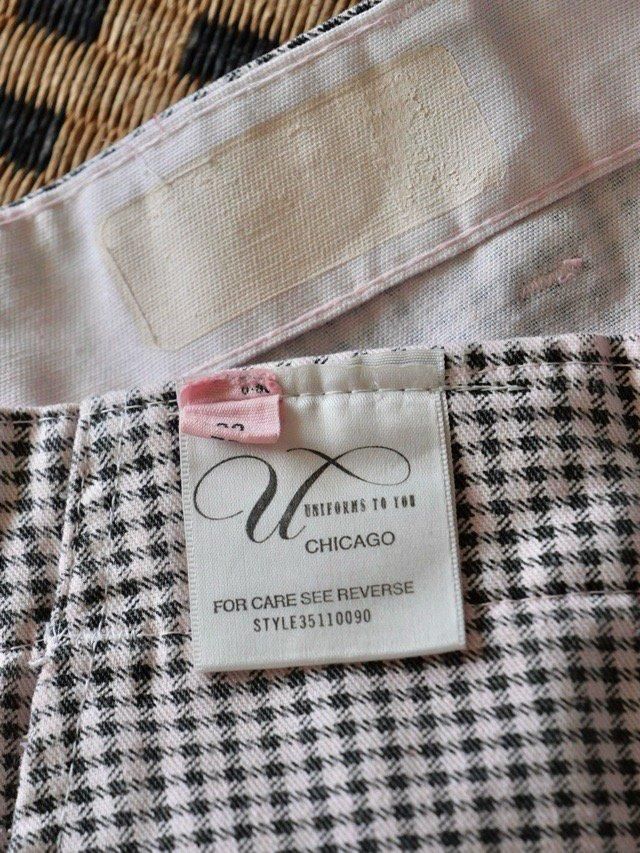 UNIFORMS TO YOU
CHICAGO
FOR CARE SEE REVERSE
STYLE35110090